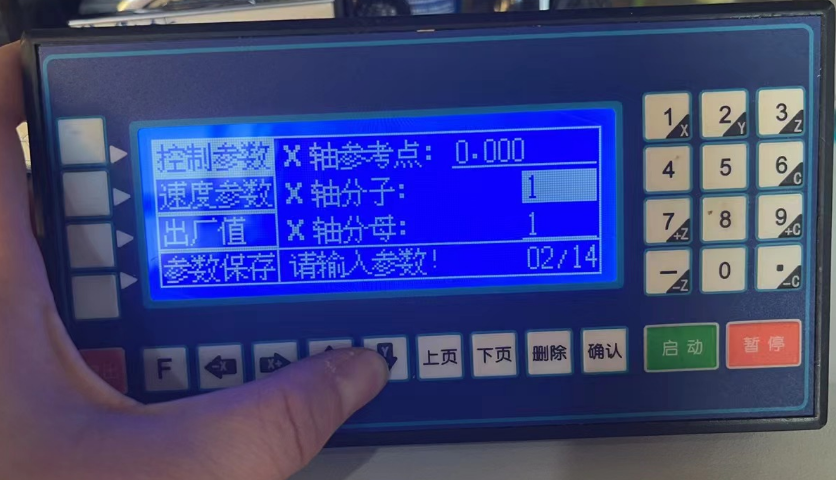 控制参数 X 轴参考点: 0.000
速度参数 X 轴分子: 1
出厂值 X 轴分母: 1
参数保存 请输入参数! 02/14
1 X 2 Y 3 Z
4 5 6 C
7 +Z 8 9 +C
— -Z 0 . -C
F -X X+ Y 上页 下页 删除 确认 启动 暂停